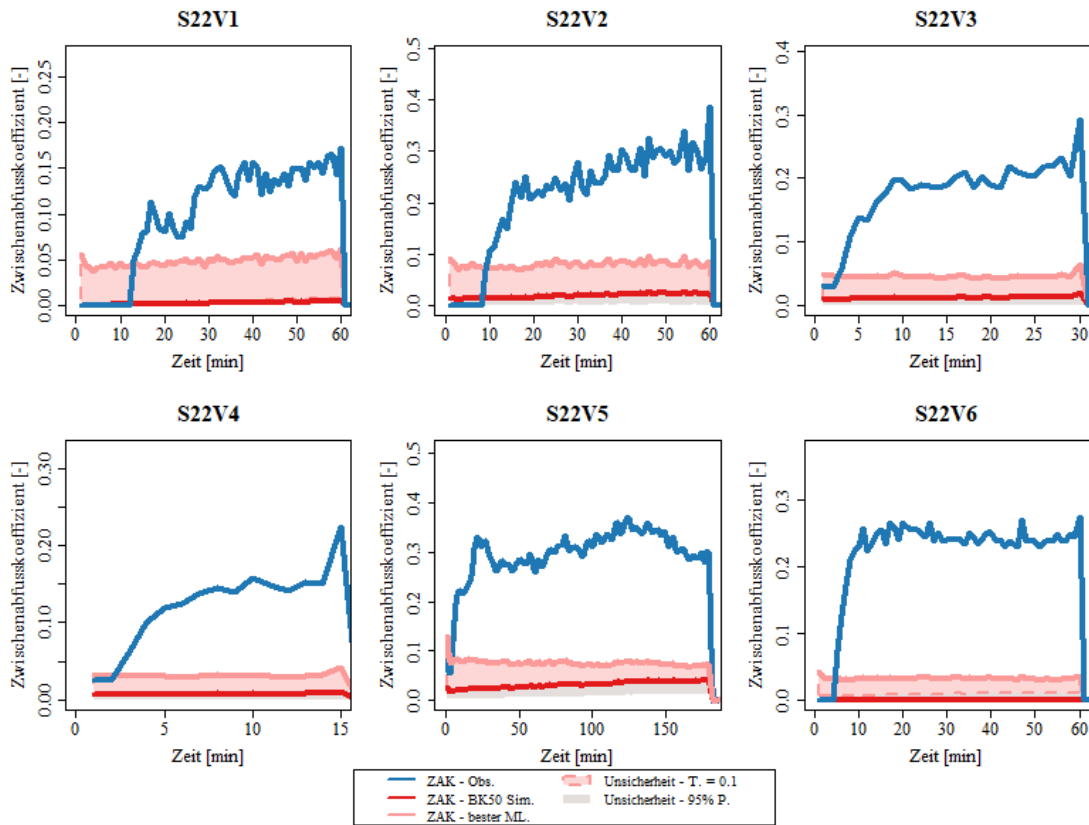 S22V1
S22V2
S22V3
Zwischenabfusskoeffizient [-]
0.00
0.05
0.10
0.15
0.20
0.25
0 10 20 30 40 50 60
Zeit [min]
Zwischenabfusskoeffizient [-]
0.0
0.1
0.2
0.3
0.4
0.5
0 10 20 30 40 50 60
Zeit [min]
Zwischenabfusskoeffizient [-]
0.0
0.1
0.2
0.3
0.4
0 5 10 15 20 25 30
Zeit [min]
S22V4
S22V5
S22V6
Zwischenabfusskoeffizient [-]
0.00
0.10
0.20
0.30
0 5 10 15
Zeit [min]
Zwischenabfusskoeffizient [-]
0.0
0.1
0.2
0.3
0.4
0.5
0 50 100 150
Zeit [min]
Zwischenabfusskoeffizient [-]
0.0
0.1
0.2
0.3
0 10 20 30 40 50 60
Zeit [min]
ZAK - Obs.
ZAK - BK50 Sim.
ZAK - bester ML.
Unsicherheit - T. = 0.1
Unsicherheit - 95% P.